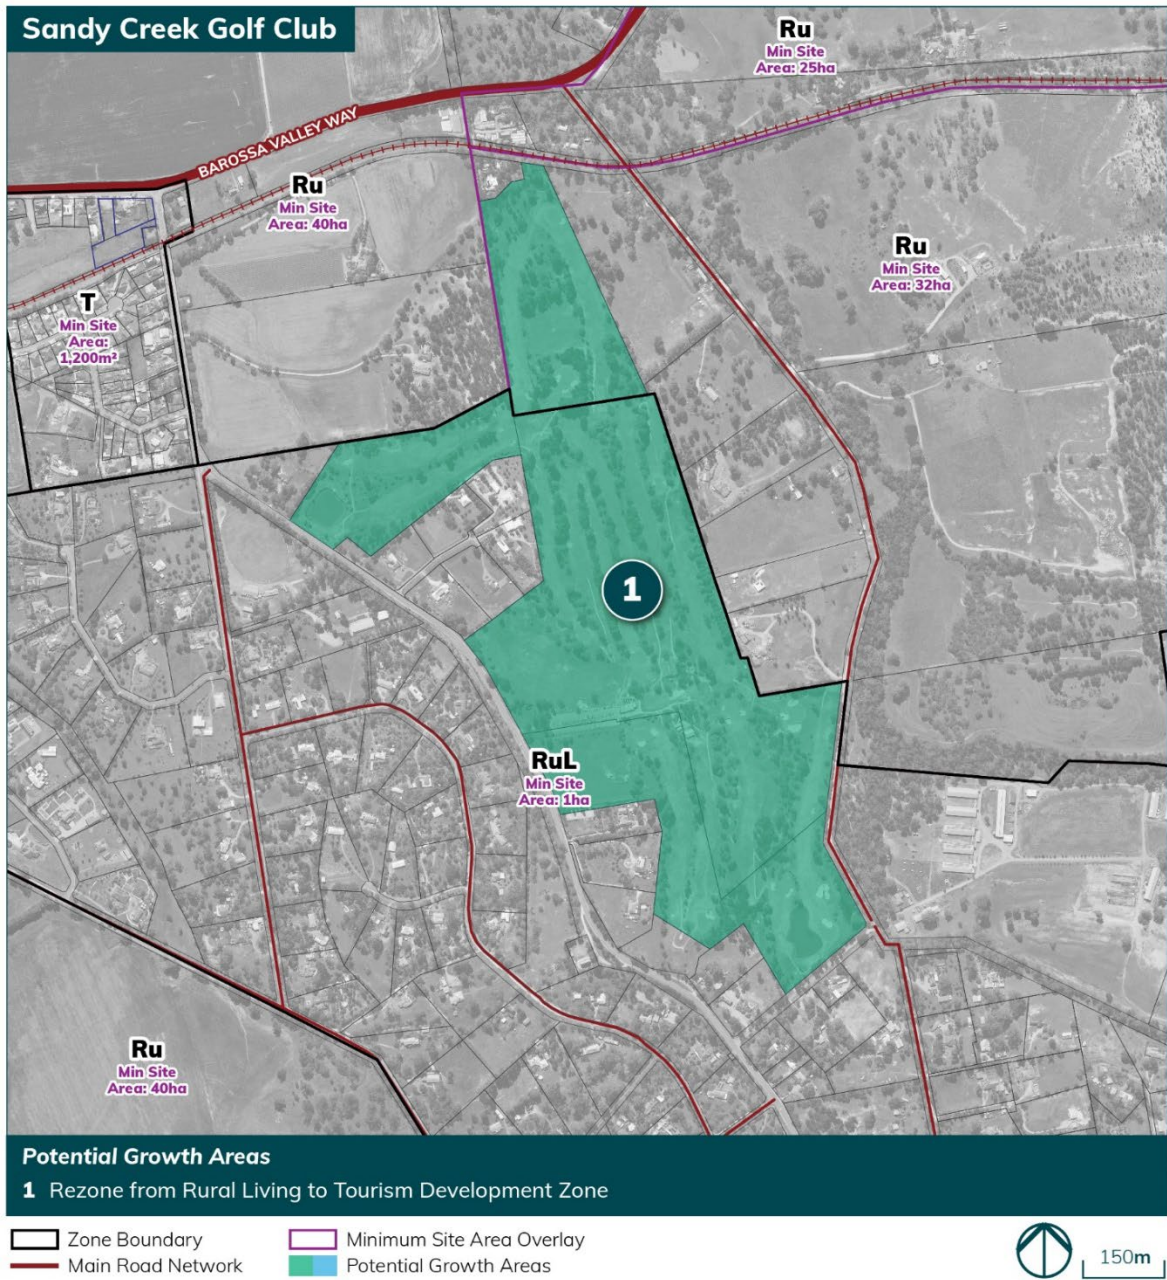 Sandy Creek Golf Club
Ru
Min Site
Area: 25ha
BAROSSA VALLEY WAY
Ru
Min Site
Area: 40ha
Ru
Min Site
Area: 32ha
T
Min Site
Area:
1,200m²
1
RuL
Min Site
Area: 1ha
Ru
Min Site
Area: 40ha
Potential Growth Areas
1 Rezone from Rural Living to Tourism Development Zone
Zone Boundary
Minimum Site Area Overlay
Main Road Network
Potential Growth Areas
150m